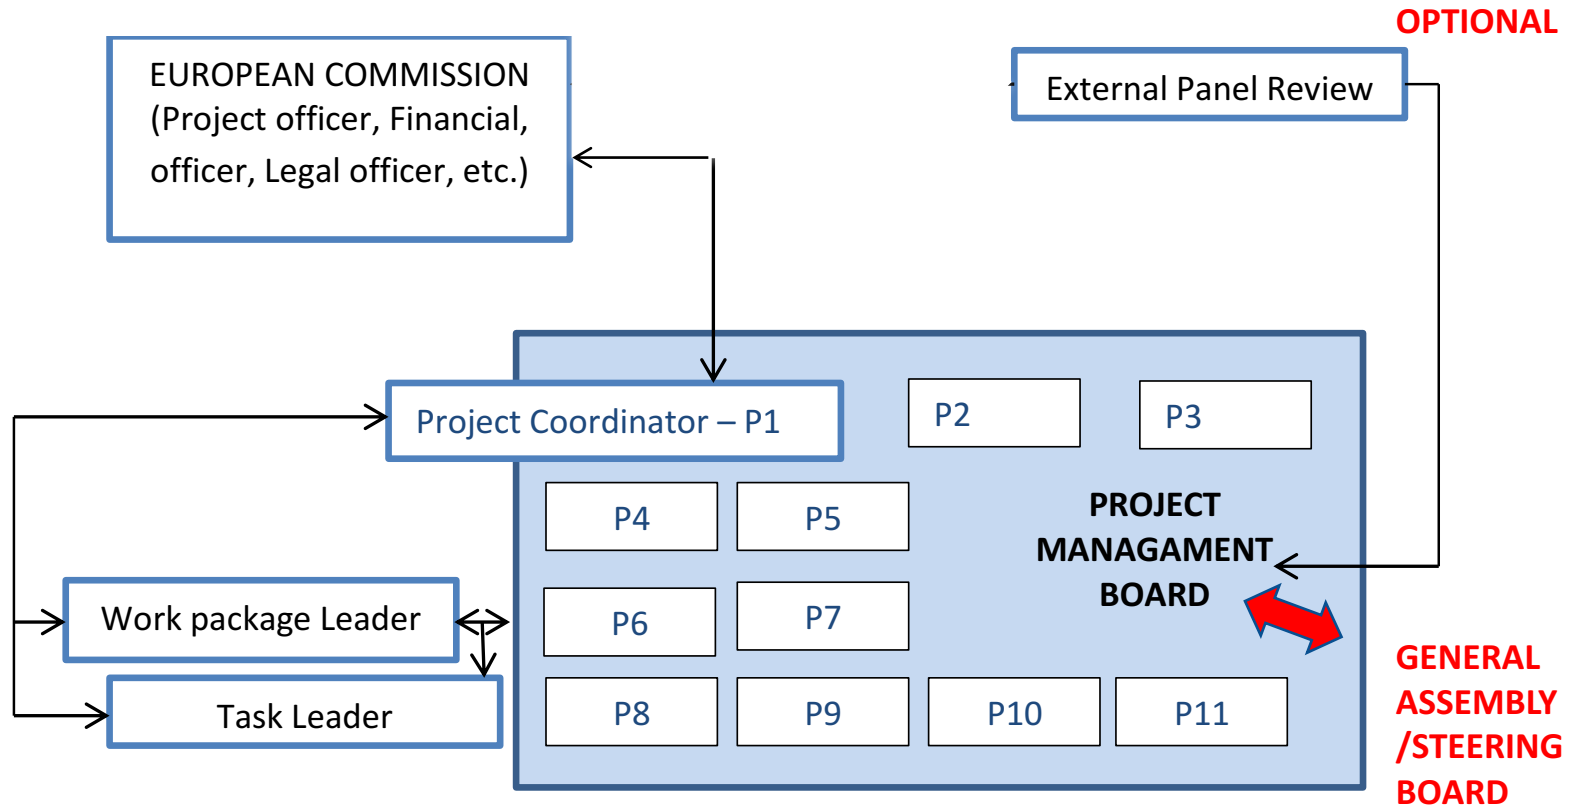 OPTIONAL
EUROPEAN COMMISSION
(Project officer, Financial,
officer, Legal officer, etc.)
External Panel Review
Project Coordinator – P1
P2
P3
P4
P5
PROJECT
MANAGAMENT
BOARD
Work package Leader
P6
P7
Task Leader
P8
P9
P10
P11
GENERAL
ASSEMBLY
/STEERING
BOARD